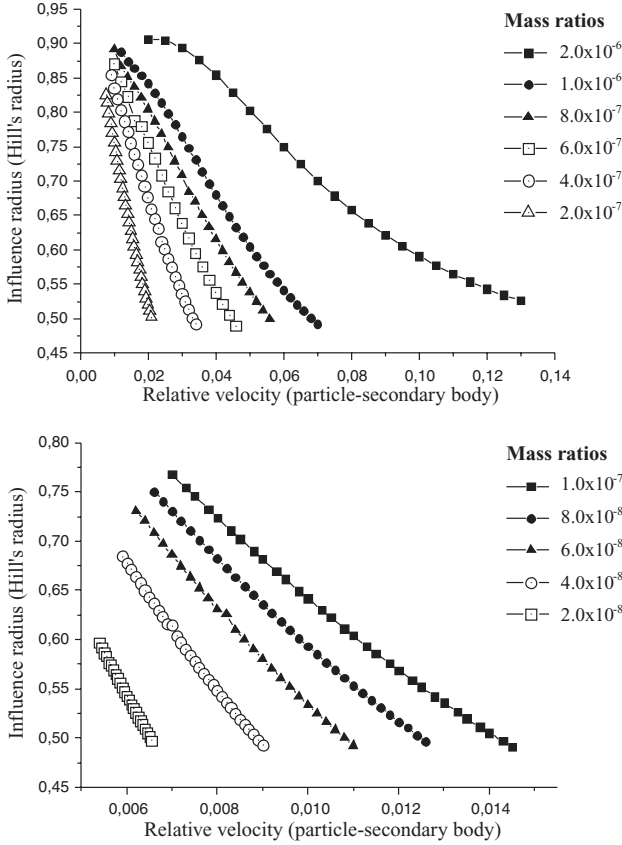 0,95
0,90
0,85
0,80
0,75
0,70
0,65
0,60
0,55
0,50
0,45
Influence radius (Hill's radius)
0,00 0,02 0,04 0,06 0,08 0,10 0,12 0,14
Relative velocity (particle-secondary body)
Mass ratios
2.0x10⁻⁶
1.0x10⁻⁶
8.0x10⁻⁷
6.0x10⁻⁷
4.0x10⁻⁷
2.0x10⁻⁷
0,80
0,75
0,70
0,65
0,60
0,55
0,50
0,45
Influence radius (Hill's radius)
0,006 0,008 0,010 0,012 0,014
Relative velocity (particle-secondary body)
Mass ratios
1.0x10⁻⁷
8.0x10⁻⁸
6.0x10⁻⁸
4.0x10⁻⁸
2.0x10⁻⁸